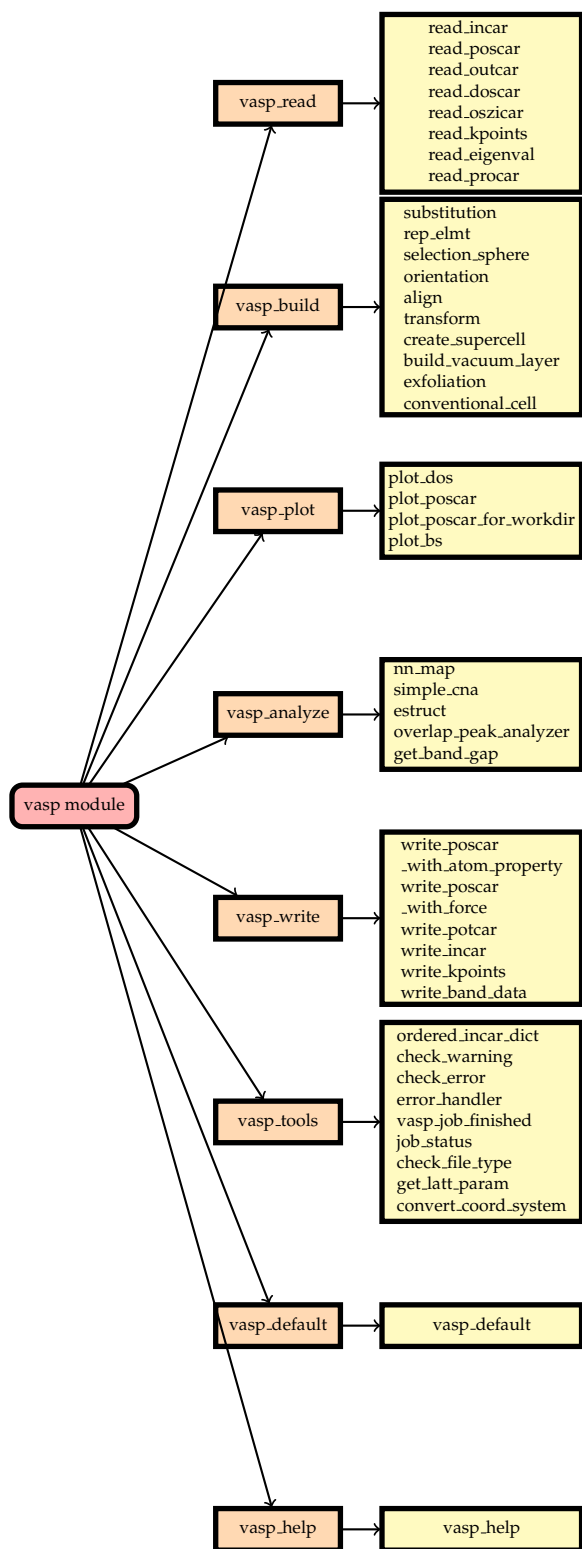 vasp_read
read_incar
read_poscar
read_outcar
read_doscar
read_oszicar
read_kpoints
read_eigenval
read_procar
vasp_build
substitution
rep_elmt
selection_sphere
orientation
align
transform
create_supercell
build_vacuum_layer
exfoliation
conventional_cell
vasp_plot
plot_dos
plot_poscar
plot_poscar_for_workdir
plot_bs
vasp_analyze
nn_map
simple_cna
estruct
overlap_peak_analyzer
get_band_gap
vasp module
vasp_write
write_poscar
_with_atom_property
write_poscar
_with_force
write_potcar
write_incar
write_kpoints
write_band_data
vasp_tools
ordered_incar_dict
check_warning
check_error
error_handler
vasp_job_finished
job_status
check_file_type
get_latt_param
convert_coord_system
vasp_default
vasp_default
vasp_help
vasp_help